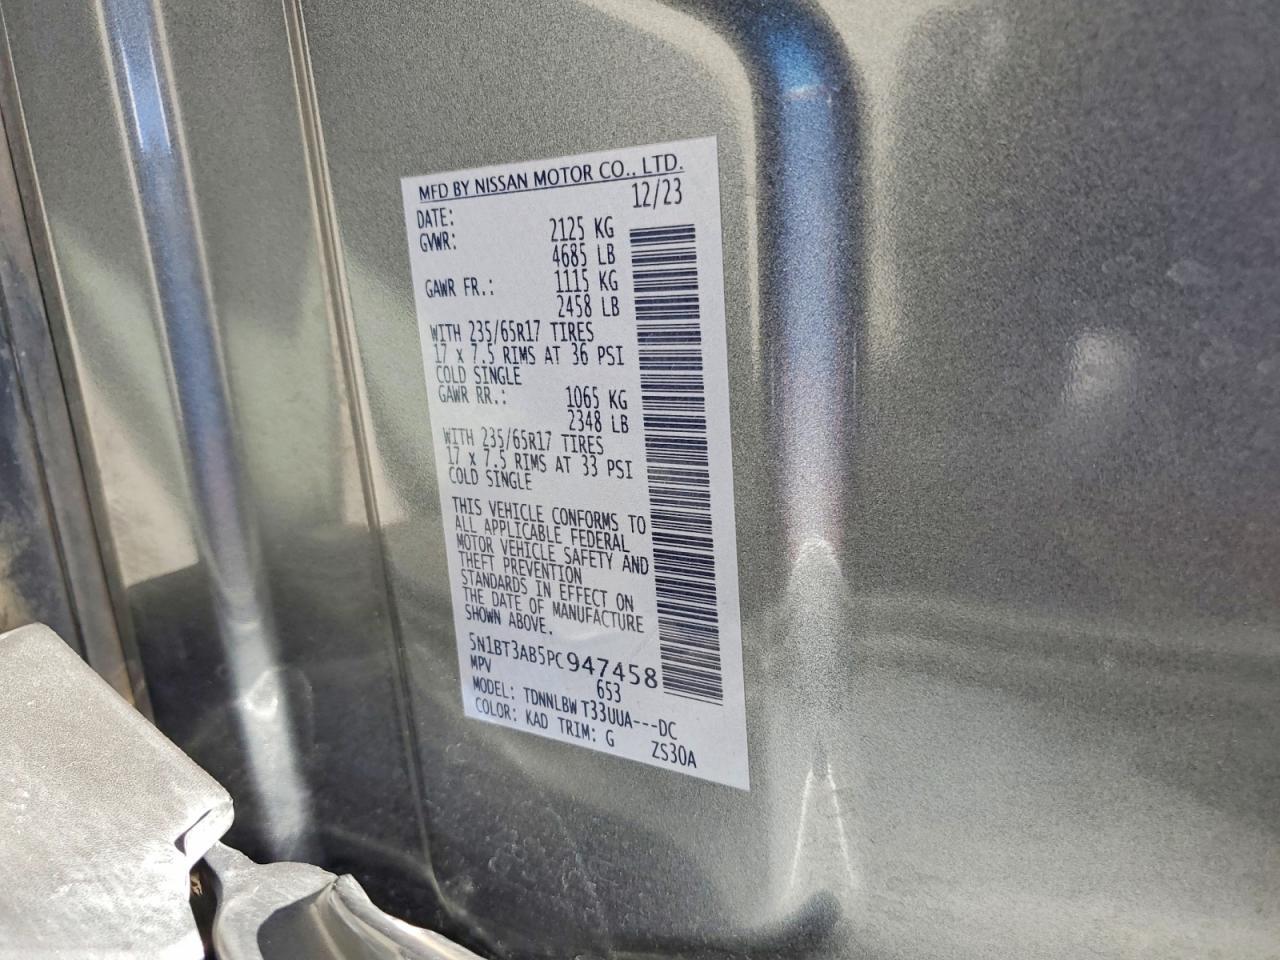 MFD BY NISSAN MOTOR CO., LTD.
DATE: 12/23
GVWR: 2125 KG
4685 LB
GAWR FR.: 1115 KG
2458 LB
WITH 235/65R17 TIRES
17 x 7.5 RIMS AT 36 PSI
COLD SINGLE
GAWR RR.: 1065 KG
2348 LB
WITH 235/65R17 TIRES
17 x 7.5 RIMS AT 33 PSI
COLD SINGLE
THIS VEHICLE CONFORMS TO
ALL APPLICABLE FEDERAL
MOTOR VEHICLE SAFETY AND
THEFT PREVENTION
STANDARDS IN EFFECT ON
THE DATE OF MANUFACTURE
SHOWN ABOVE.
5N1BT3AB5PC947458
MPV 653
MODEL: TDNNLBW T33UUA---DC
COLOR: KAD TRIM: G ZS30A